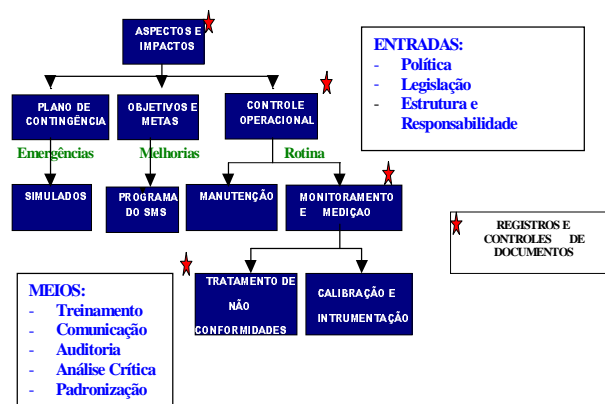 ASPECTOS E
IMPACTOS
ENTRADAS:
- Política
- Legislação
- Estrutura e
Responsabilidade
PLANO DE
CONTINGÊNCIA
OBJETIVOS E
METAS
CONTROLE
OPERACIONAL
Emergências
Melhorias
Rotina
SIMULADOS
PROGRAMA
DO SMS
MANUTENÇÃO
MONITORAMENTO
E MEDIÇAO
REGISTROS E
CONTROLES DE
DOCUMENTOS
MEIOS:
- Treinamento
- Comunicação
- Auditoria
- Análise Crítica
- Padronização
TRATAMENTO DE
NÃO
CONFORMIDADES
CALIBRAÇÃO E
INTRUMENTAÇÃO